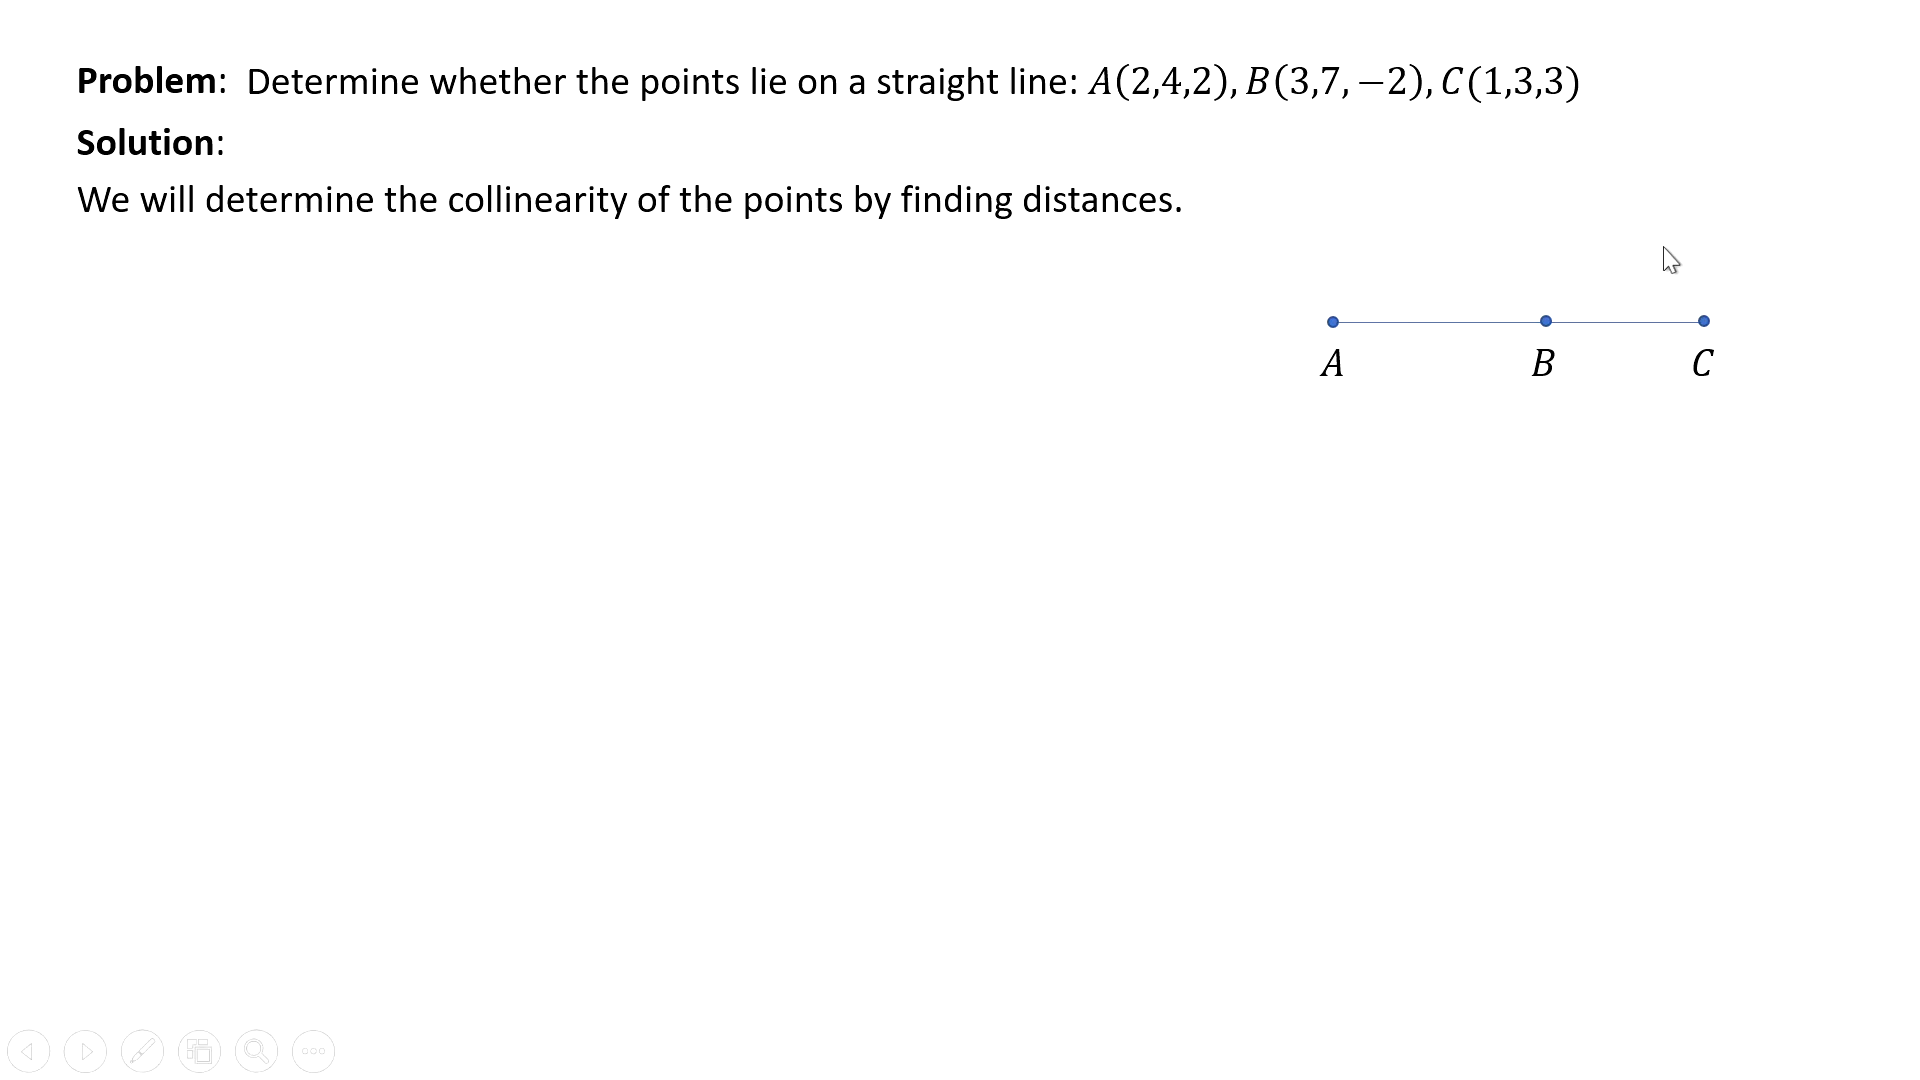 Problem: Determine whether the points lie on a straight line: A(2,4,2), B(3,7, −2), C(1,3,3)
Solution:
We will determine the collinearity of the points by finding distances.
A B C